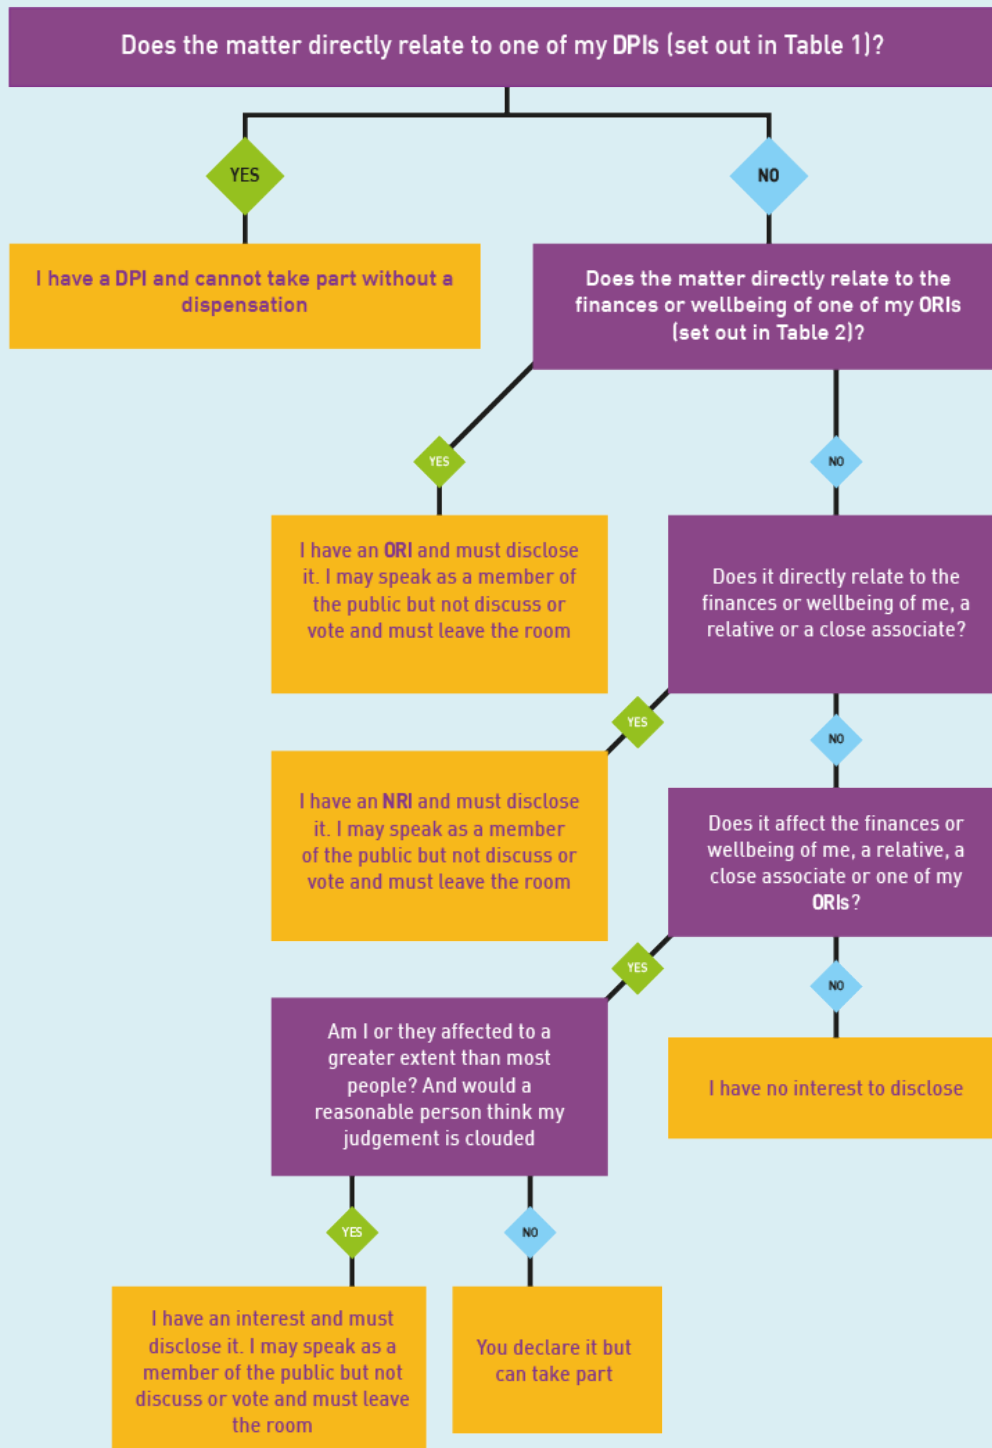 Does the matter directly relate to one of my DPIs (set out in Table 1)?
YES
NO
I have a DPI and cannot take part without a
dispensation
Does the matter directly relate to the
finances or wellbeing of one of my ORIs
(set out in Table 2)?
YES
NO
I have an ORI and must disclose
it. I may speak as a member of
the public but not discuss or
vote and must leave the room
Does it directly relate to the
finances or wellbeing of me, a
relative or a close associate?
YES
NO
I have an NRI and must disclose
it. I may speak as a member
of the public but not discuss or
vote and must leave the room
Does it affect the finances or
wellbeing of me, a relative, a
close associate or one of my
ORIs?
YES
NO
Am I or they affected to a
greater extent than most
people? And would a
reasonable person think my
judgement is clouded
I have no interest to disclose
YES
NO
I have an interest and must
disclose it. I may speak as a
member of the public but not
discuss or vote and must leave
the room
You declare it but
can take part